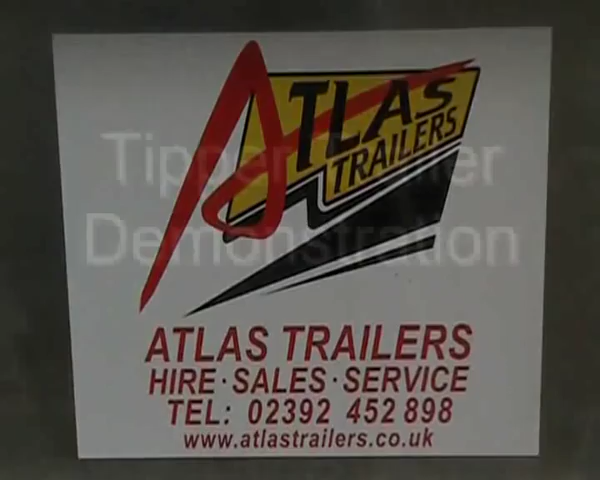 ATLAS
TRAILERS
Tipper Trailer
Demonstration
ATLAS TRAILERS
HIRE · SALES · SERVICE
TEL: 02392 452 898
www.atlastrailers.co.uk